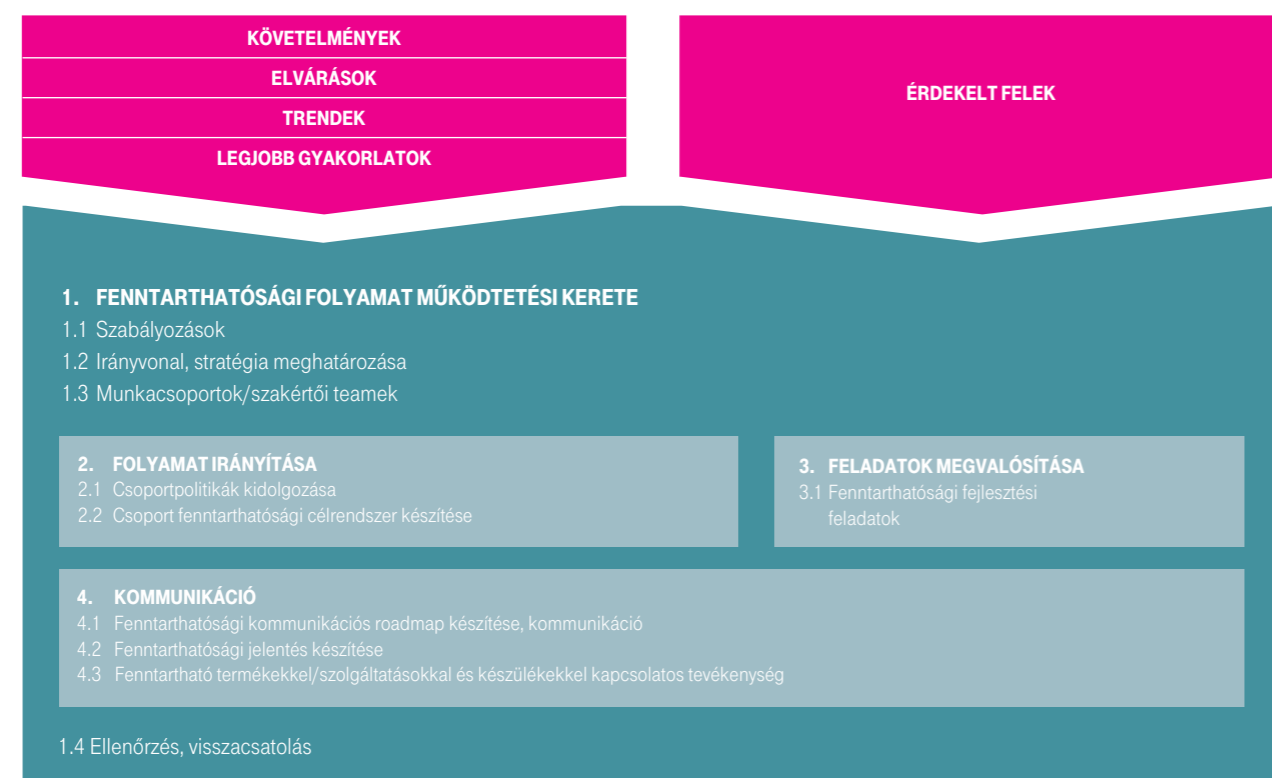 KÖVETELMÉNYEK
ELVÁRÁSOK
TRENDEK
LEGJOBB GYAKORLATOK
ÉRDEKELT FELEK
1. FENNTARTHATÓSÁGI FOLYAMAT MŰKÖDTETÉSI KERETE
1.1 Szabályozások
1.2 Irányvonal, stratégia meghatározása
1.3 Munkacsoportok/szakértői teamek
2. FOLYAMAT IRÁNYÍTÁSA
2.1 Csoportpolitikák kidolgozása
2.2 Csoport fenntarthatósági célrendszer készítése
3. FELADATOK MEGVALÓSÍTÁSA
3.1 Fenntarthatósági fejlesztési
feladatok
4. KOMMUNIKÁCIÓ
4.1 Fenntarthatósági kommunikációs roadmap készítése, kommunikáció
4.2 Fenntarthatósági jelentés készítése
4.3 Fenntartható termékekkel/szolgáltatásokkal és készülékekkel kapcsolatos tevékenység
1.4 Ellenőrzés, visszacsatolás